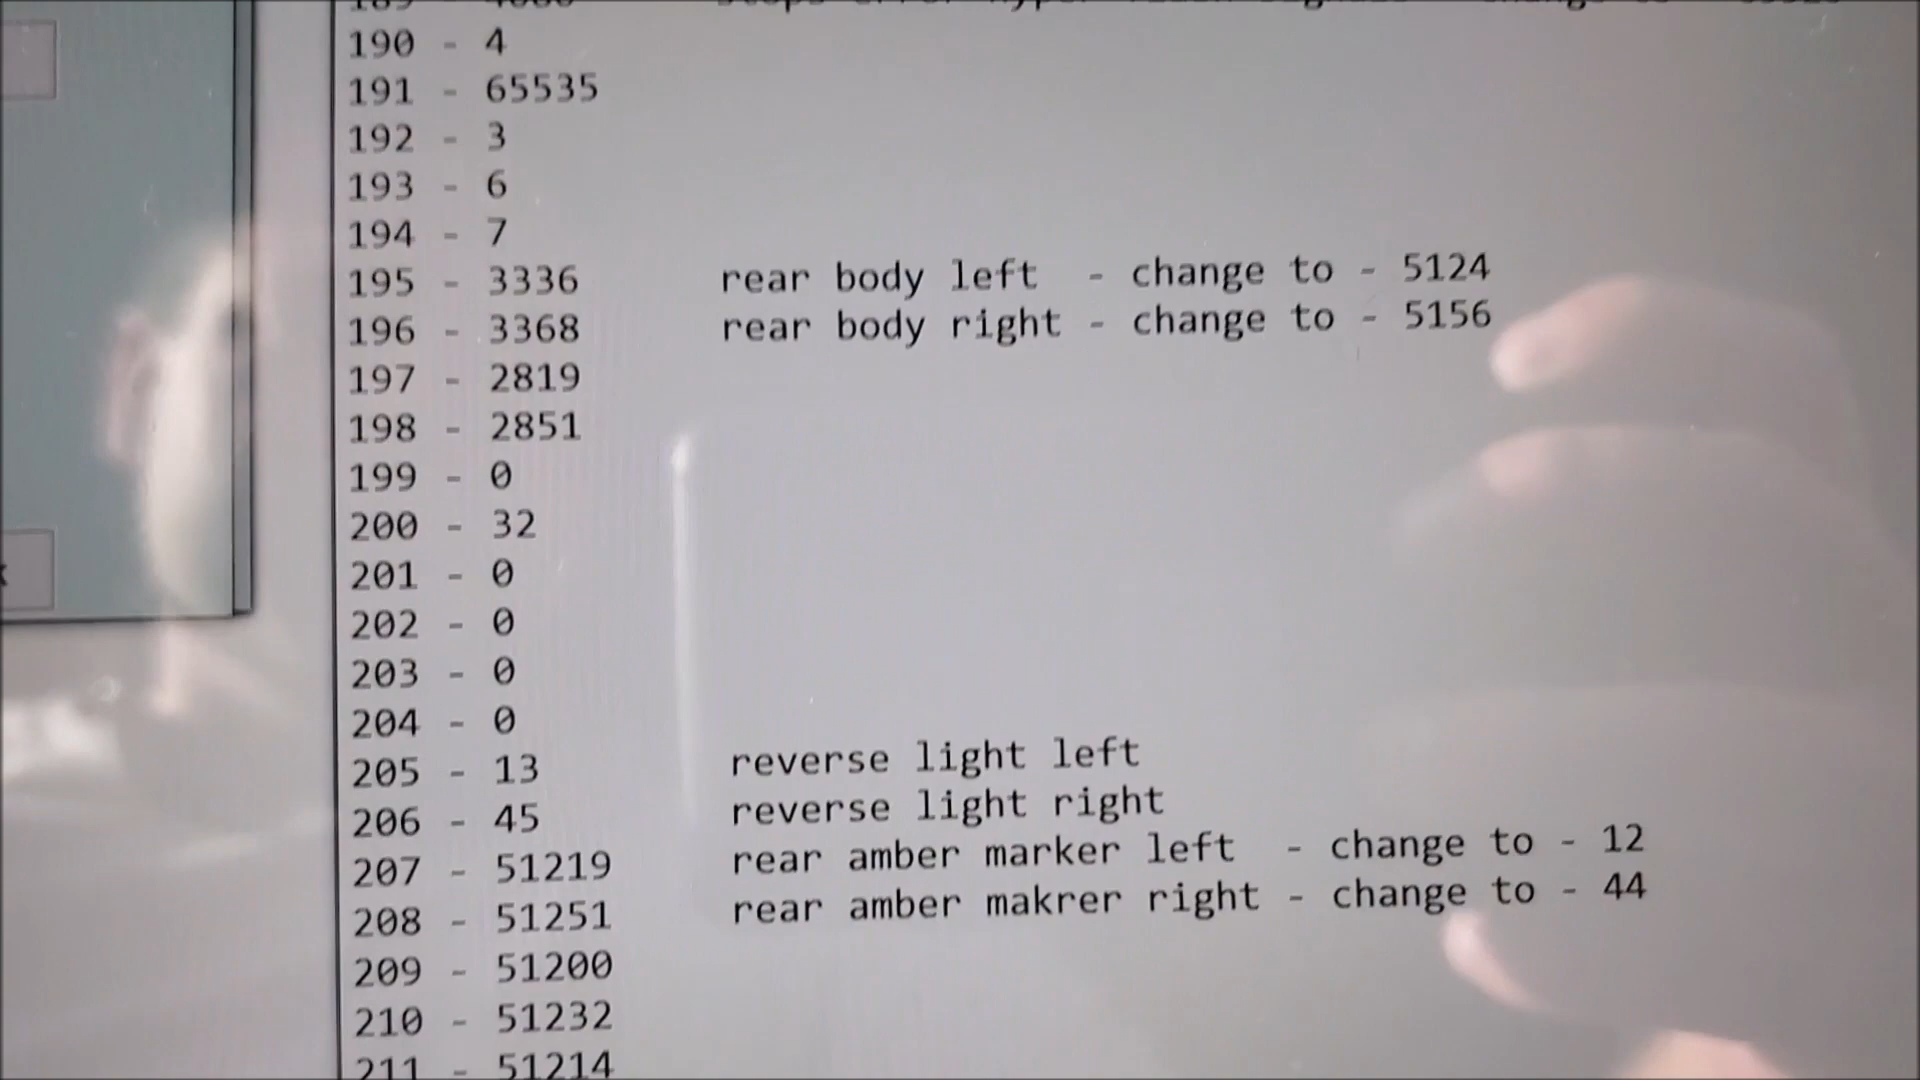 190 - 4
191 - 65535
192 - 3
193 - 6
194 - 7
195 - 3336 rear body left - change to - 5124
196 - 3368 rear body right - change to - 5156
197 - 2819
198 - 2851
199 - 0
200 - 32
201 - 0
202 - 0
203 - 0
204 - 0
205 - 13 reverse light left
206 - 45 reverse light right
207 - 51219 rear amber marker left - change to - 12
208 - 51251 rear amber makrer right - change to - 44
209 - 51200
210 - 51232
211 - 51214